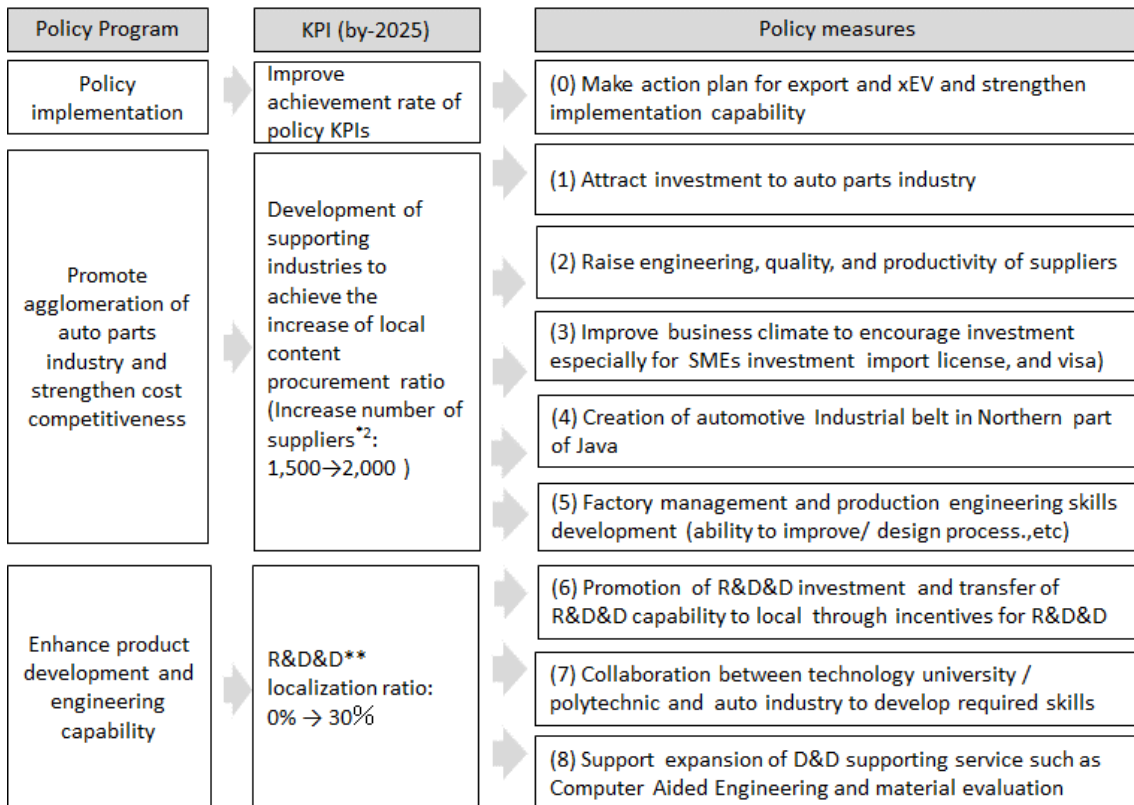 Policy Program
KPI (by-2025)
Policy measures
Policy
implementation
Improve
achievement rate of
policy KPIs
(0) Make action plan for export and xEV and strengthen
implementation capability
Promote
agglomeration of
auto parts
industry and
strengthen cost
competitiveness
Development of
supporting
industries to
achieve the
increase of local
content
procurement ratio
(Increase number of
suppliers*2:
1,500→2,000 )
(1) Attract investment to auto parts industry
(2) Raise engineering, quality, and productivity of suppliers
(3) Improve business climate to encourage investment
especially for SMEs investment import license, and visa)
(4) Creation of automotive Industrial belt in Northern part
of Java
(5) Factory management and production engineering skills
development (ability to improve/ design process.,etc)
Enhance product
development and
engineering
capability
R&D&D**
localization ratio:
0% → 30%
(6) Promotion of R&D&D investment and transfer of
R&D&D capability to local through incentives for R&D&D
(7) Collaboration between technology university /
polytechnic and auto industry to develop required skills
(8) Support expansion of D&D supporting service such as
Computer Aided Engineering and material evaluation